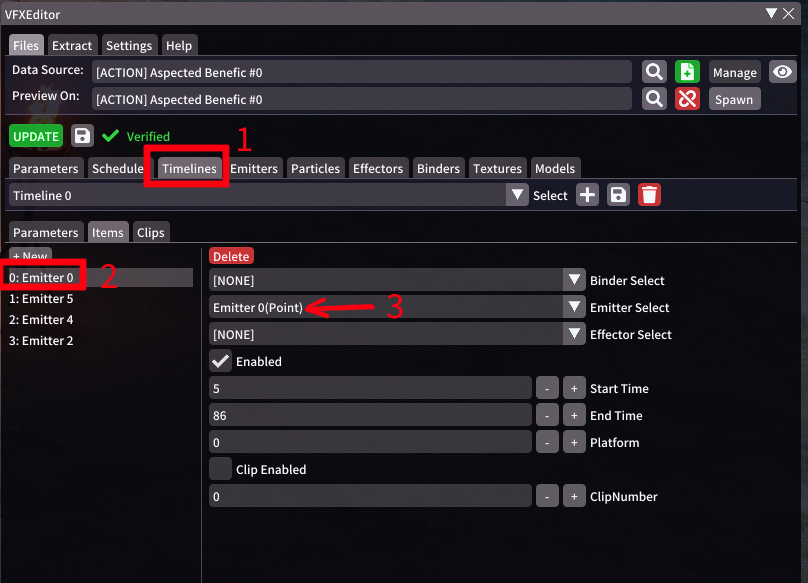 VFXEditor
Files Extract Settings Help
Data Source: [ACTION] Aspected Benefic #0 Manage
Preview On: [ACTION] Aspected Benefic #0 Spawn
UPDATE Verified 1
Parameters Schedule Timelines Emitters Particles Effectors Binders Textures Models
Timeline 0 Select
Parameters Items Clips
+ New Delete
0: Emitter 0 2 [NONE] Binder Select
1: Emitter 5 Emitter 0(Point) 3 Emitter Select
2: Emitter 4 [NONE] Effector Select
3: Emitter 2
Enabled
5 - + Start Time
86 - + End Time
0 - + Platform
Clip Enabled
0 - + ClipNumber